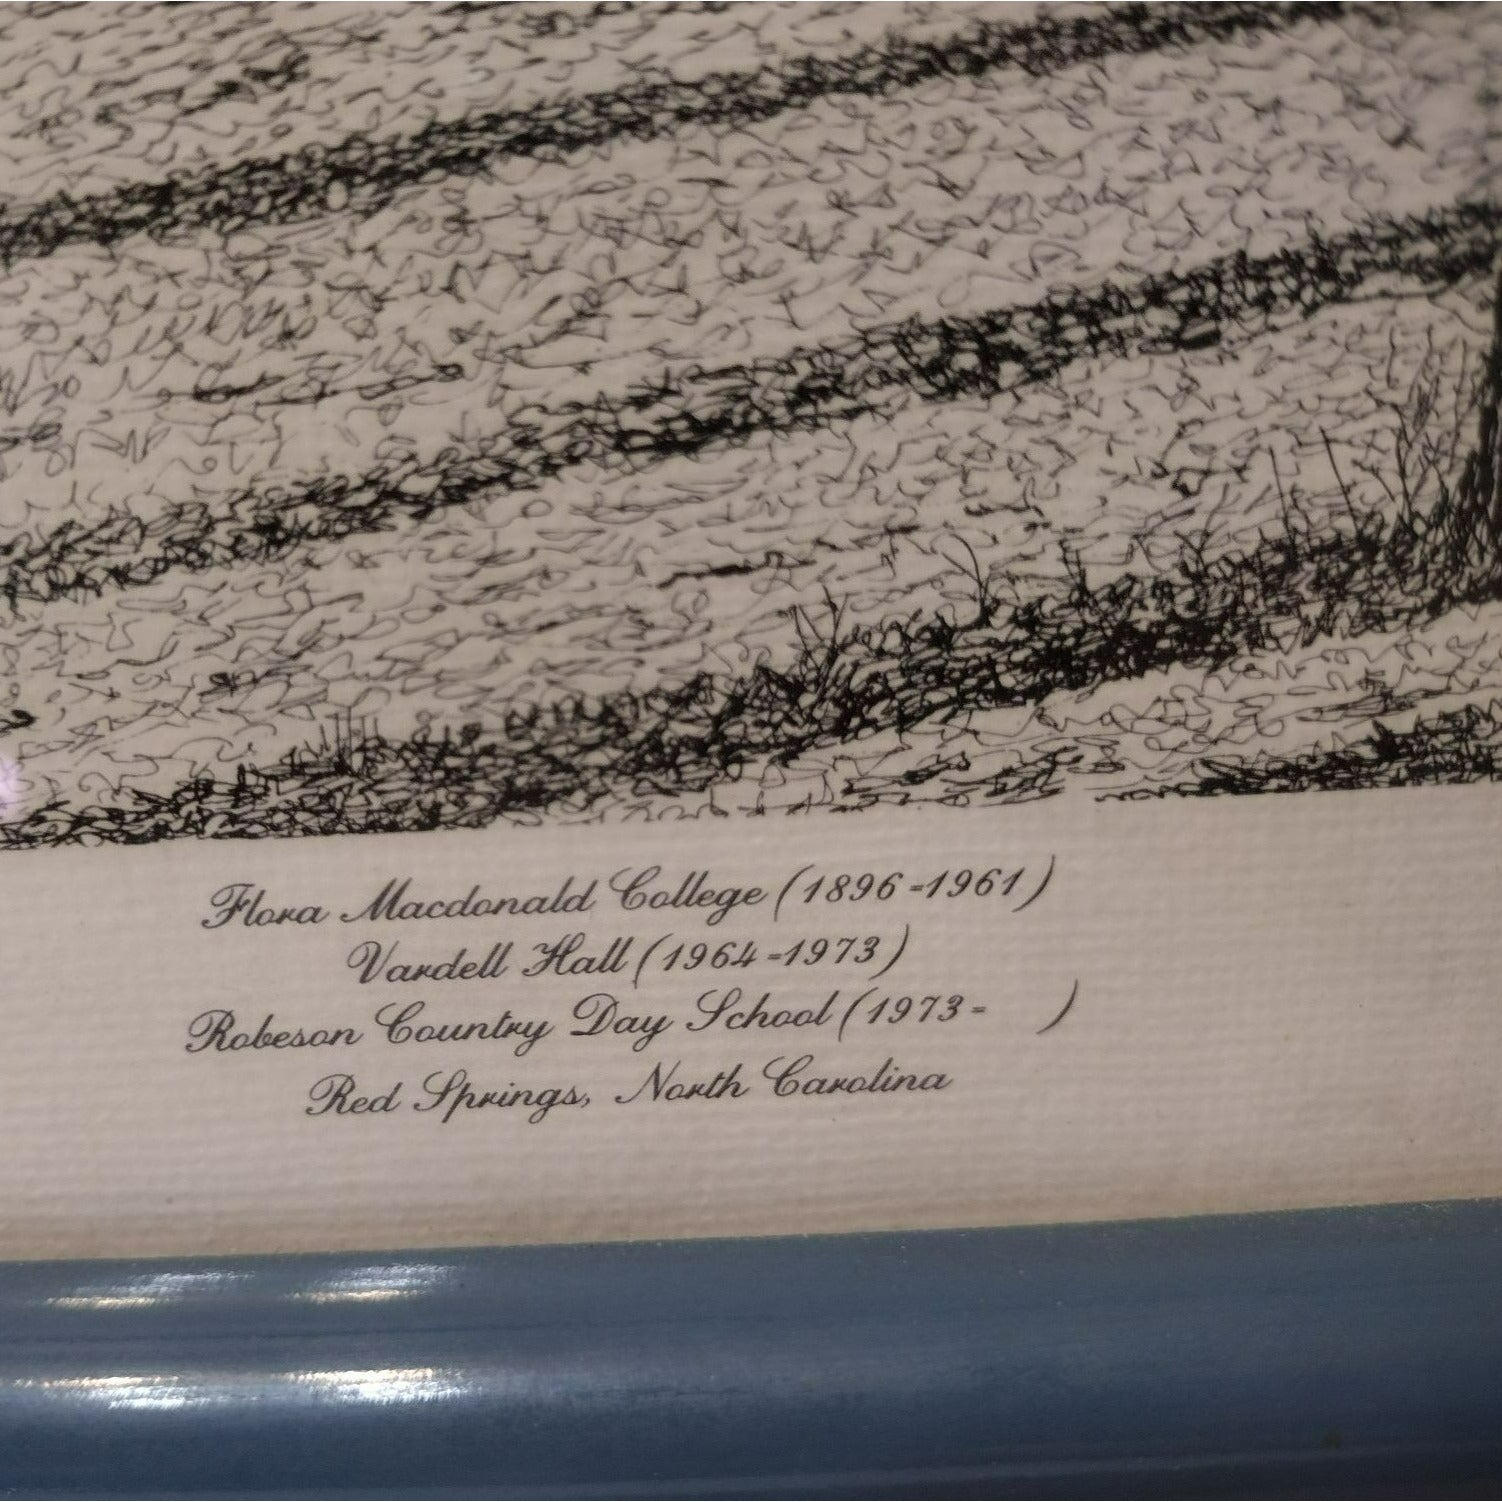 Flora Macdonald College (1896-1961)
Vardell Hall (1964-1973)
Robeson Country Day School (1973-    )
Red Springs, North Carolina